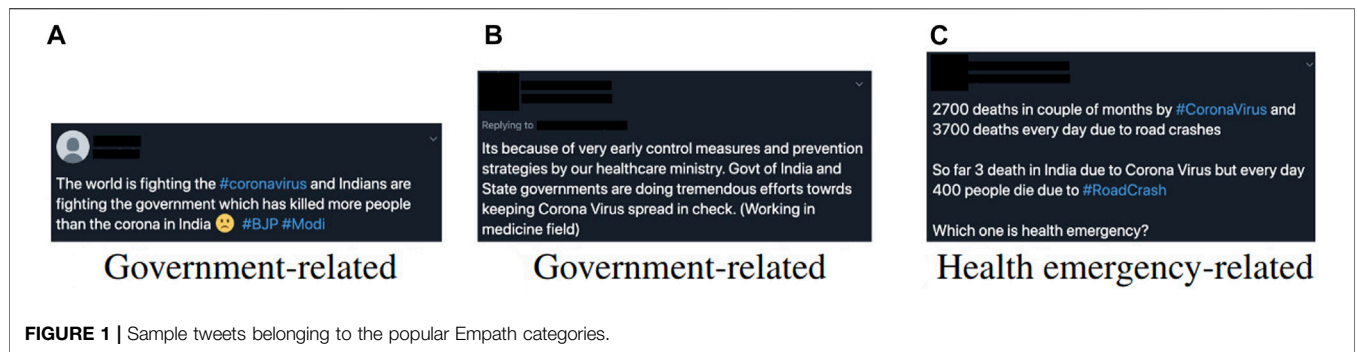 A
B
C
The world is fighting the #coronavirus and Indians are
fighting the government which has killed more people
than the corona in India 🙁 #BJP #Modi
Government-related
Replying to
Its because of very early control measures and prevention
strategies by our healthcare ministry. Govt of India and
State governments are doing tremendous efforts towrds
keeping Corona Virus spread in check. (Working in
medicine field)
Government-related
2700 deaths in couple of months by #CoronaVirus and
3700 deaths every day due to road crashes
So far 3 death in India due to Corona Virus but every day
400 people die due to #RoadCrash
Which one is health emergency?
Health emergency-related
FIGURE 1 | Sample tweets belonging to the popular Empath categories.